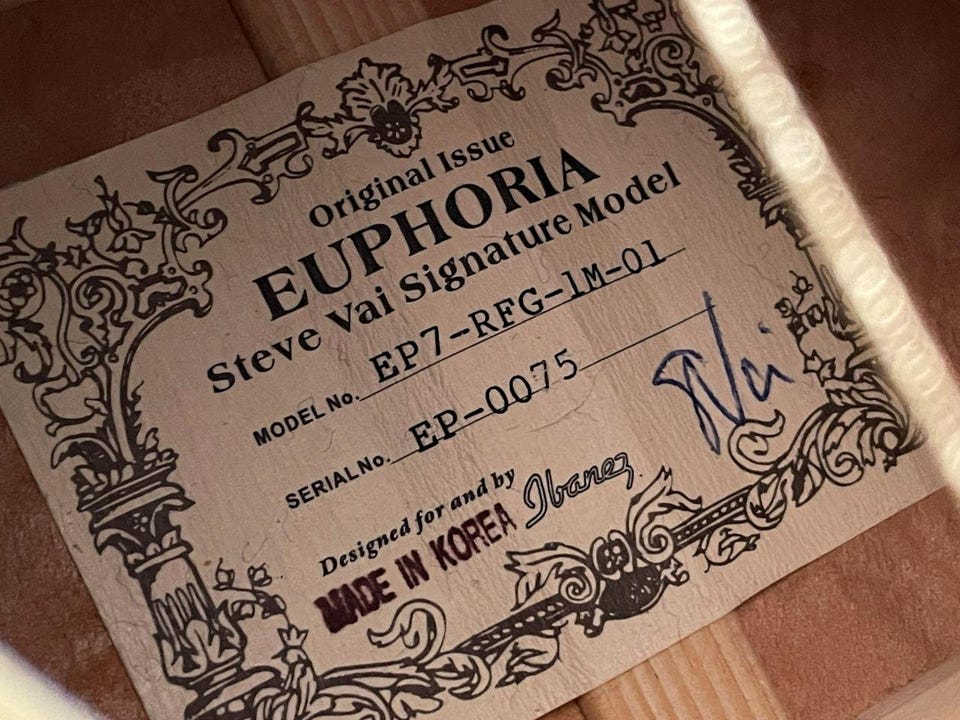 Original Issue
EUPHORIA
Steve Vai Signature Model
MODEL No. EP7-RFG-1M-01
SERIAL No. EP-0075
S Vai
Designed for and by Ibanez
MADE IN KOREA